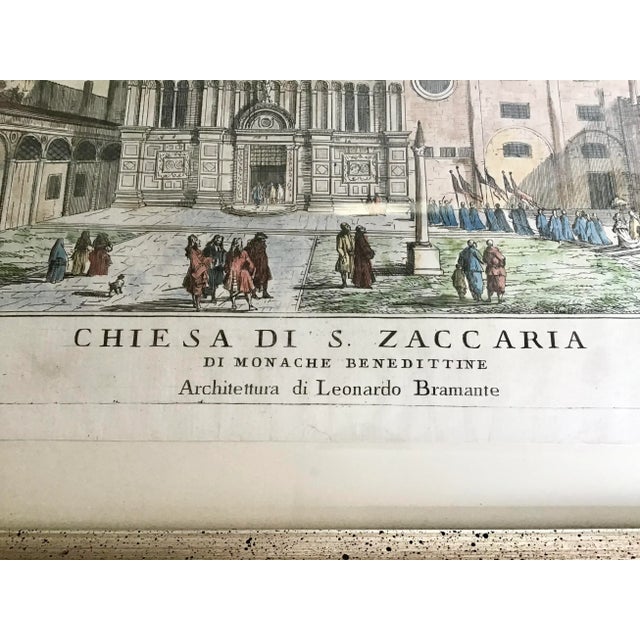 CHIESA DI S. ZACCARIA
DI MONACHE BENEDITTINE
Architettura di Leonardo Bramante